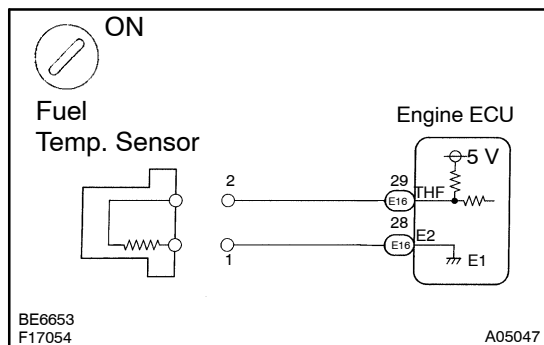 ON
Fuel
Temp. Sensor
Engine ECU
5 V
2
29
THF
E16
28
E2
E16
1
E1
BE6653
F17054
A05047